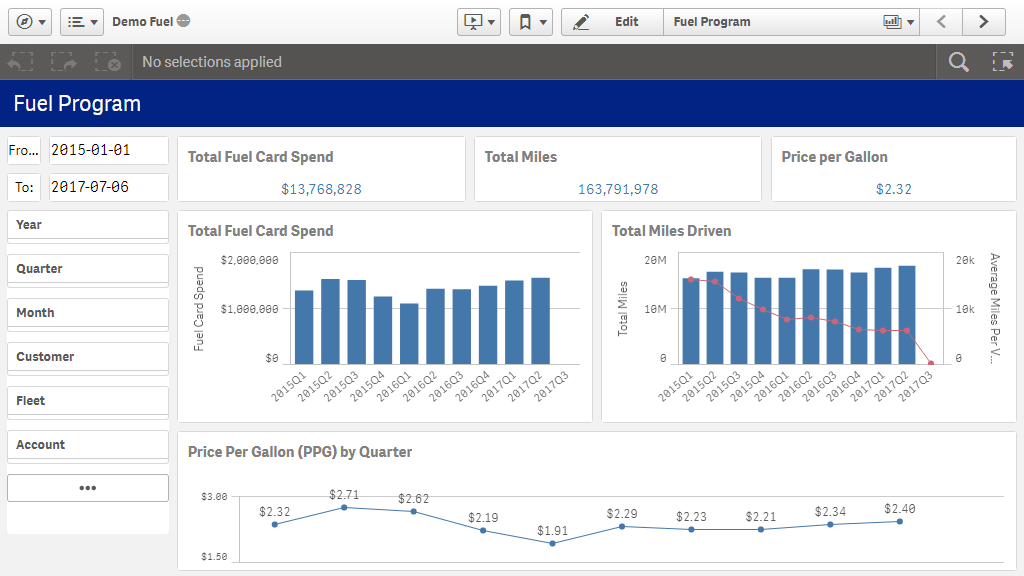 Demo Fuel
Edit
Fuel Program
No selections applied
Fuel Program
Fro... 2015-01-01
To: 2017-07-06
Year
Quarter
Month
Customer
Fleet
Account
•••
Total Fuel Card Spend
$13,768,828
Total Miles
163,791,978
Price per Gallon
$2.32
Total Fuel Card Spend
Fuel Card Spend
$2,000,000
$1,000,000
$0
2015Q1 2015Q2 2015Q3 2015Q4 2016Q1 2016Q2 2016Q3 2016Q4 2017Q1 2017Q2 2017Q3
Total Miles Driven
Total Miles
20M
10M
0
20k
10k
0
Average Miles Per V...
2015Q1 2015Q2 2015Q3 2015Q4 2016Q1 2016Q2 2016Q3 2016Q4 2017Q1 2017Q2 2017Q3
Price Per Gallon (PPG) by Quarter
$3.00
$1.50
$2.32 $2.71 $2.62 $2.19 $1.91 $2.29 $2.23 $2.21 $2.34 $2.40